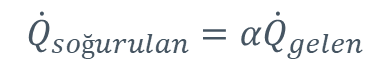 Q̇soğurulan = αQ̇gelen